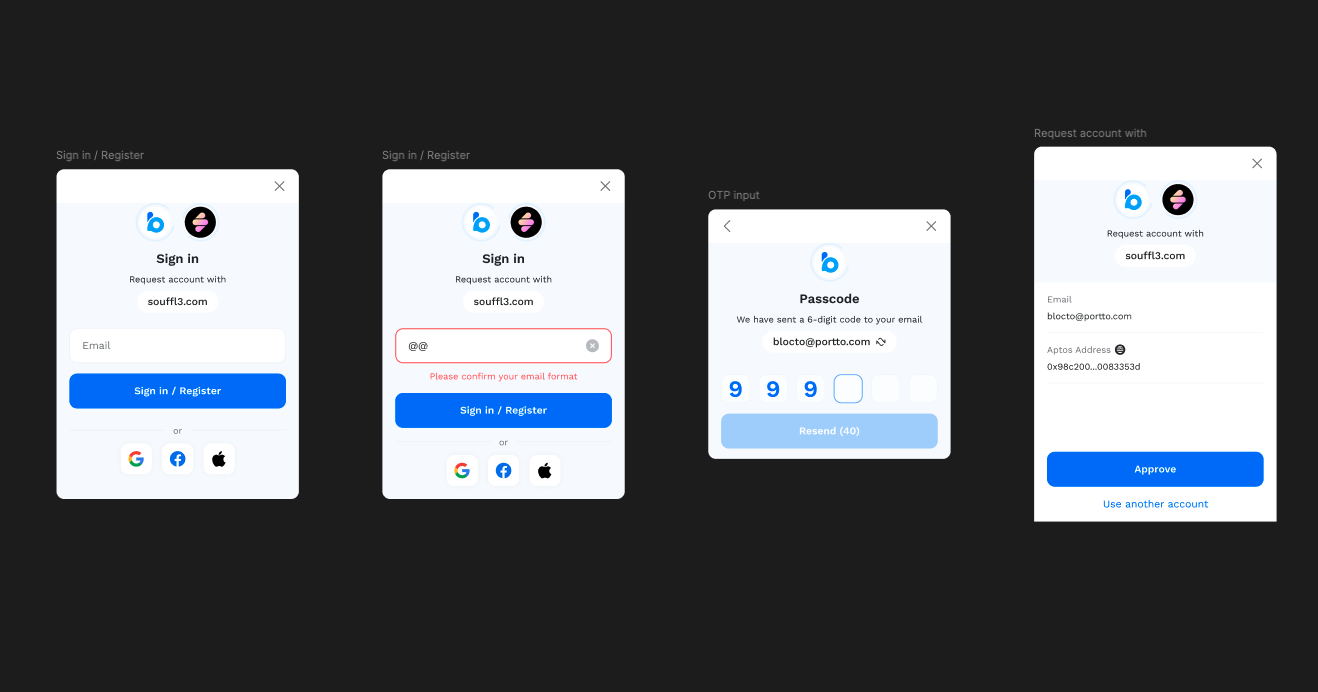 Sign in / Register
Sign in
Request account with
souffl3.com
Email
Sign in / Register
or
Sign in / Register
Sign in
Request account with
souffl3.com
@@
Please confirm your email format
Sign in / Register
or
OTP input
Passcode
We have sent a 6-digit code to your email
blocto@portto.com
9 9 9
Resend (40)
Request account with
Request account with
souffl3.com
Email
blocto@portto.com
Aptos Address
0x98c200...0083353d
Approve
Use another account